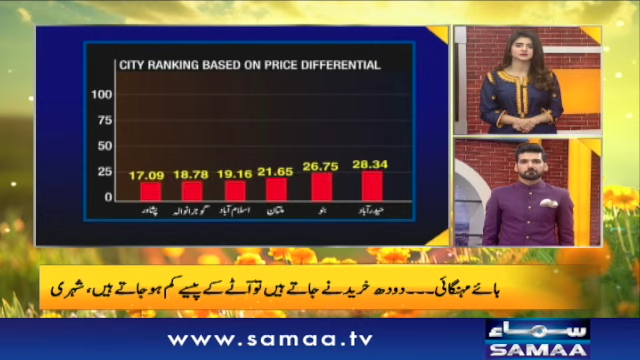 CITY RANKING BASED ON PRICE DIFFERENTIAL
100
75
50
25
0
17.09 18.78 19.16 21.65 26.75 28.34
پشاور گوجرانوالہ اسلام آباد ملتان بنوں حیدرآباد
ہائے مہنگائی۔۔۔دودھ خریدنے جاتے ہیں تو آٹے کے پیسے کم ہو جاتے ہیں، شہری
www.samaa.tv
سماء
SAMAA